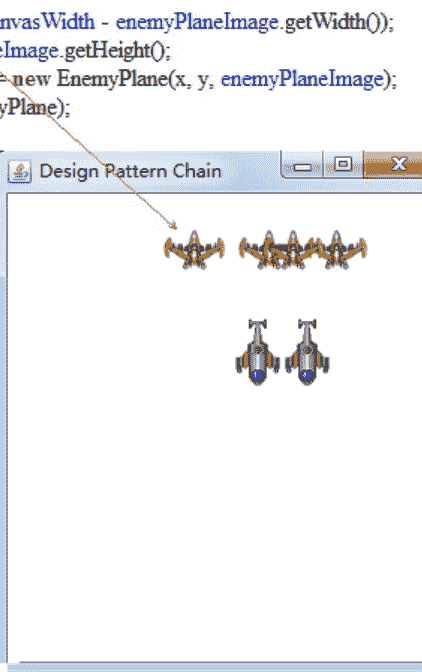 nvasWidth - enemyPlaneImage.getWidth());
eImage.getHeight();
= new EnemyPlane(x, y, enemyPlaneImage);
yPlane);
Design Pattern Chain